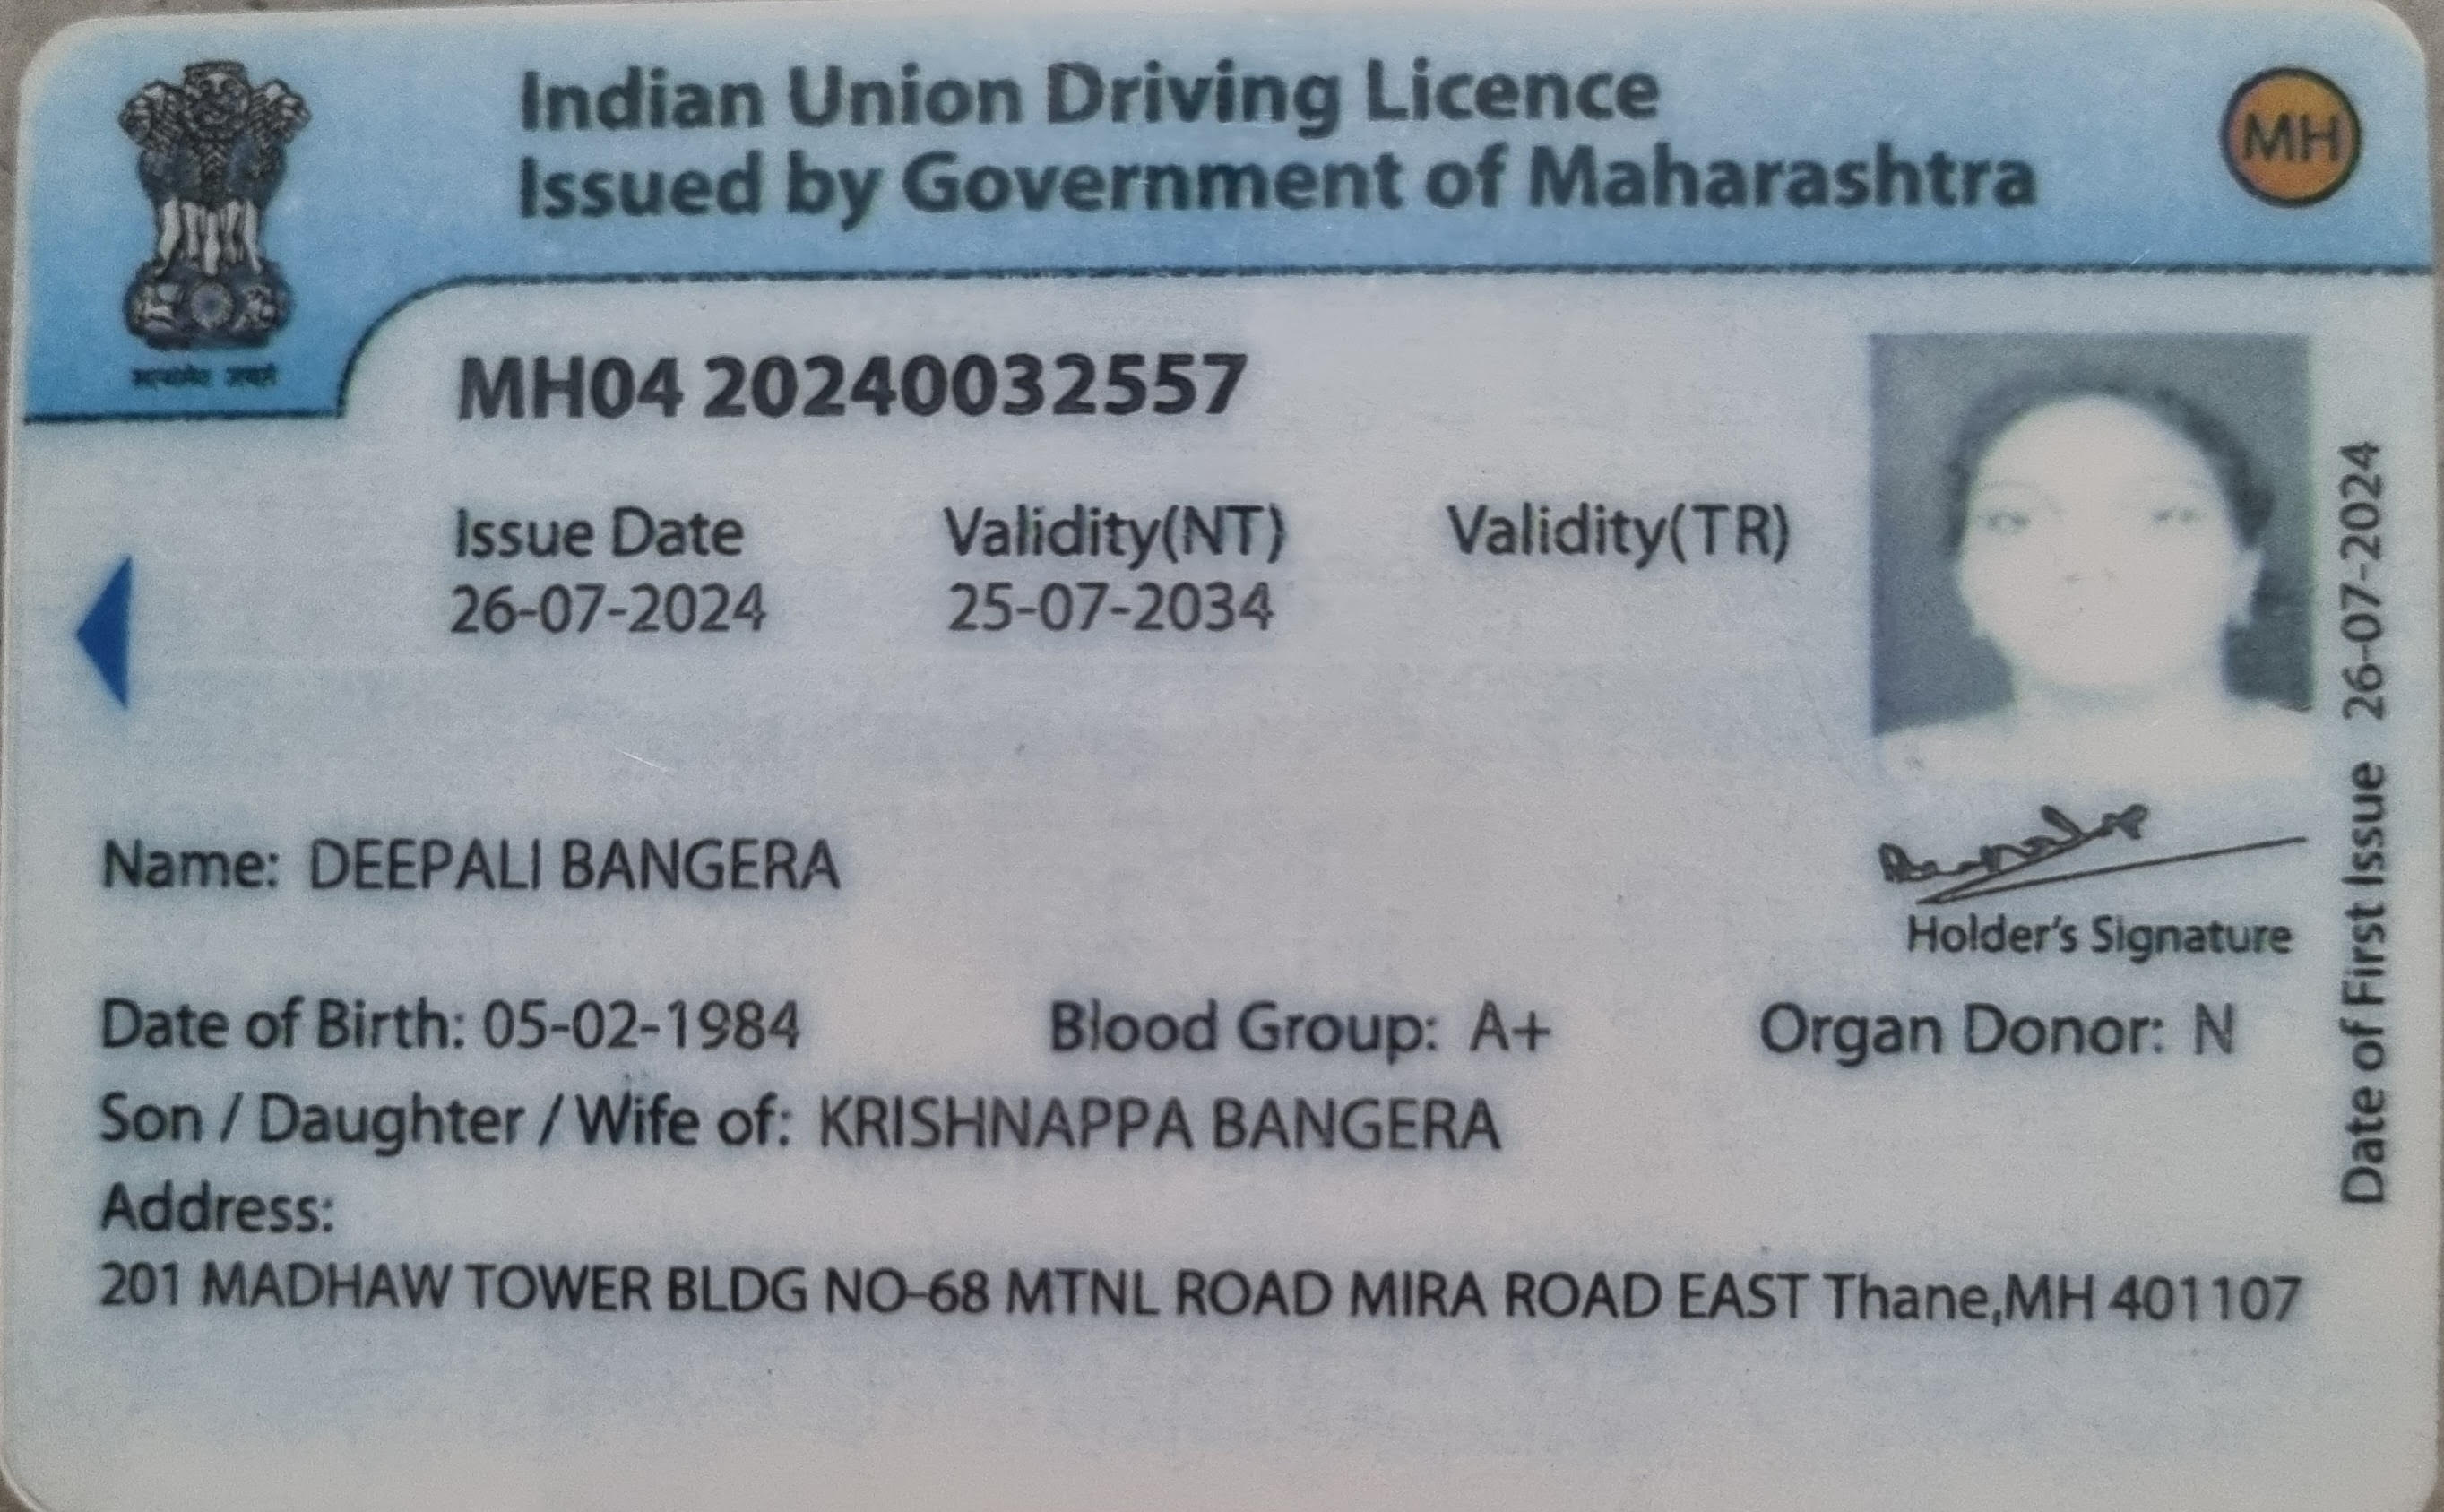 Indian Union Driving Licence
Issued by Government of Maharashtra
MH
सत्यमेव जयते
MH04 20240032557
Issue Date Validity(NT) Validity(TR)
26-07-2024 25-07-2034
Name: DEEPALI BANGERA
Holder's Signature
Date of Birth: 05-02-1984 Blood Group: A+ Organ Donor: N
Son / Daughter / Wife of: KRISHNAPPA BANGERA
Address:
201 MADHAW TOWER BLDG NO-68 MTNL ROAD MIRA ROAD EAST Thane,MH 401107
Date of First Issue 26-07-2024